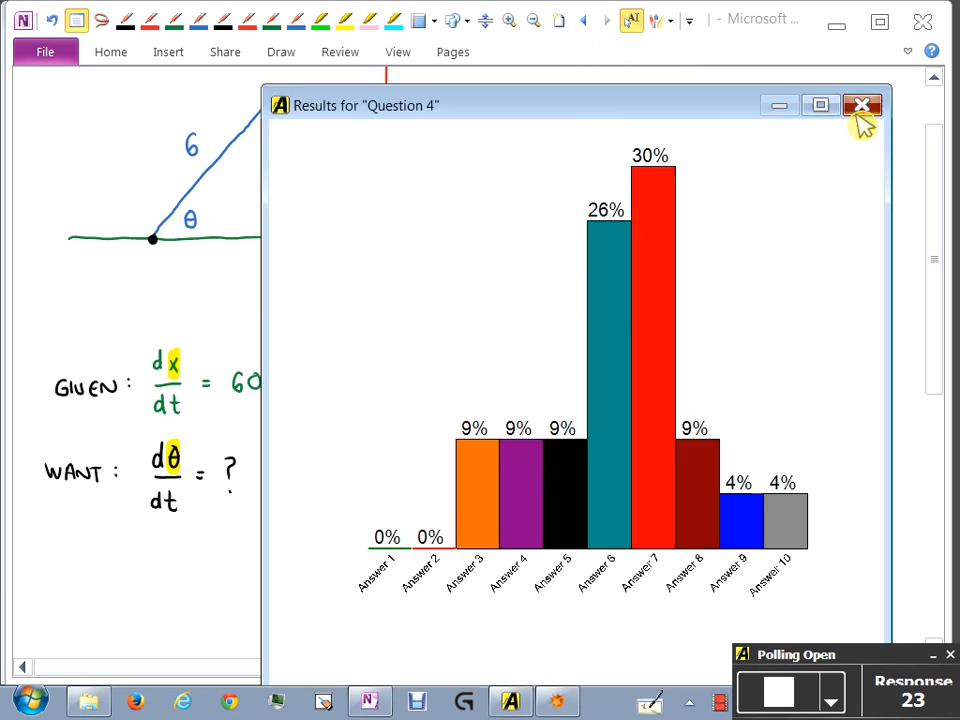 Microsoft ...
File Home Insert Share Draw Review View Pages
Results for "Question 4"
30%
26%
9% 9% 9% 9%
4% 4%
0% 0%
Answer 1 Answer 2 Answer 3 Answer 4 Answer 5 Answer 6 Answer 7 Answer 8 Answer 9 Answer 10
6
θ
GIVEN: dx/dt = 60
WANT: dθ/dt = ?
Polling Open
Response
23